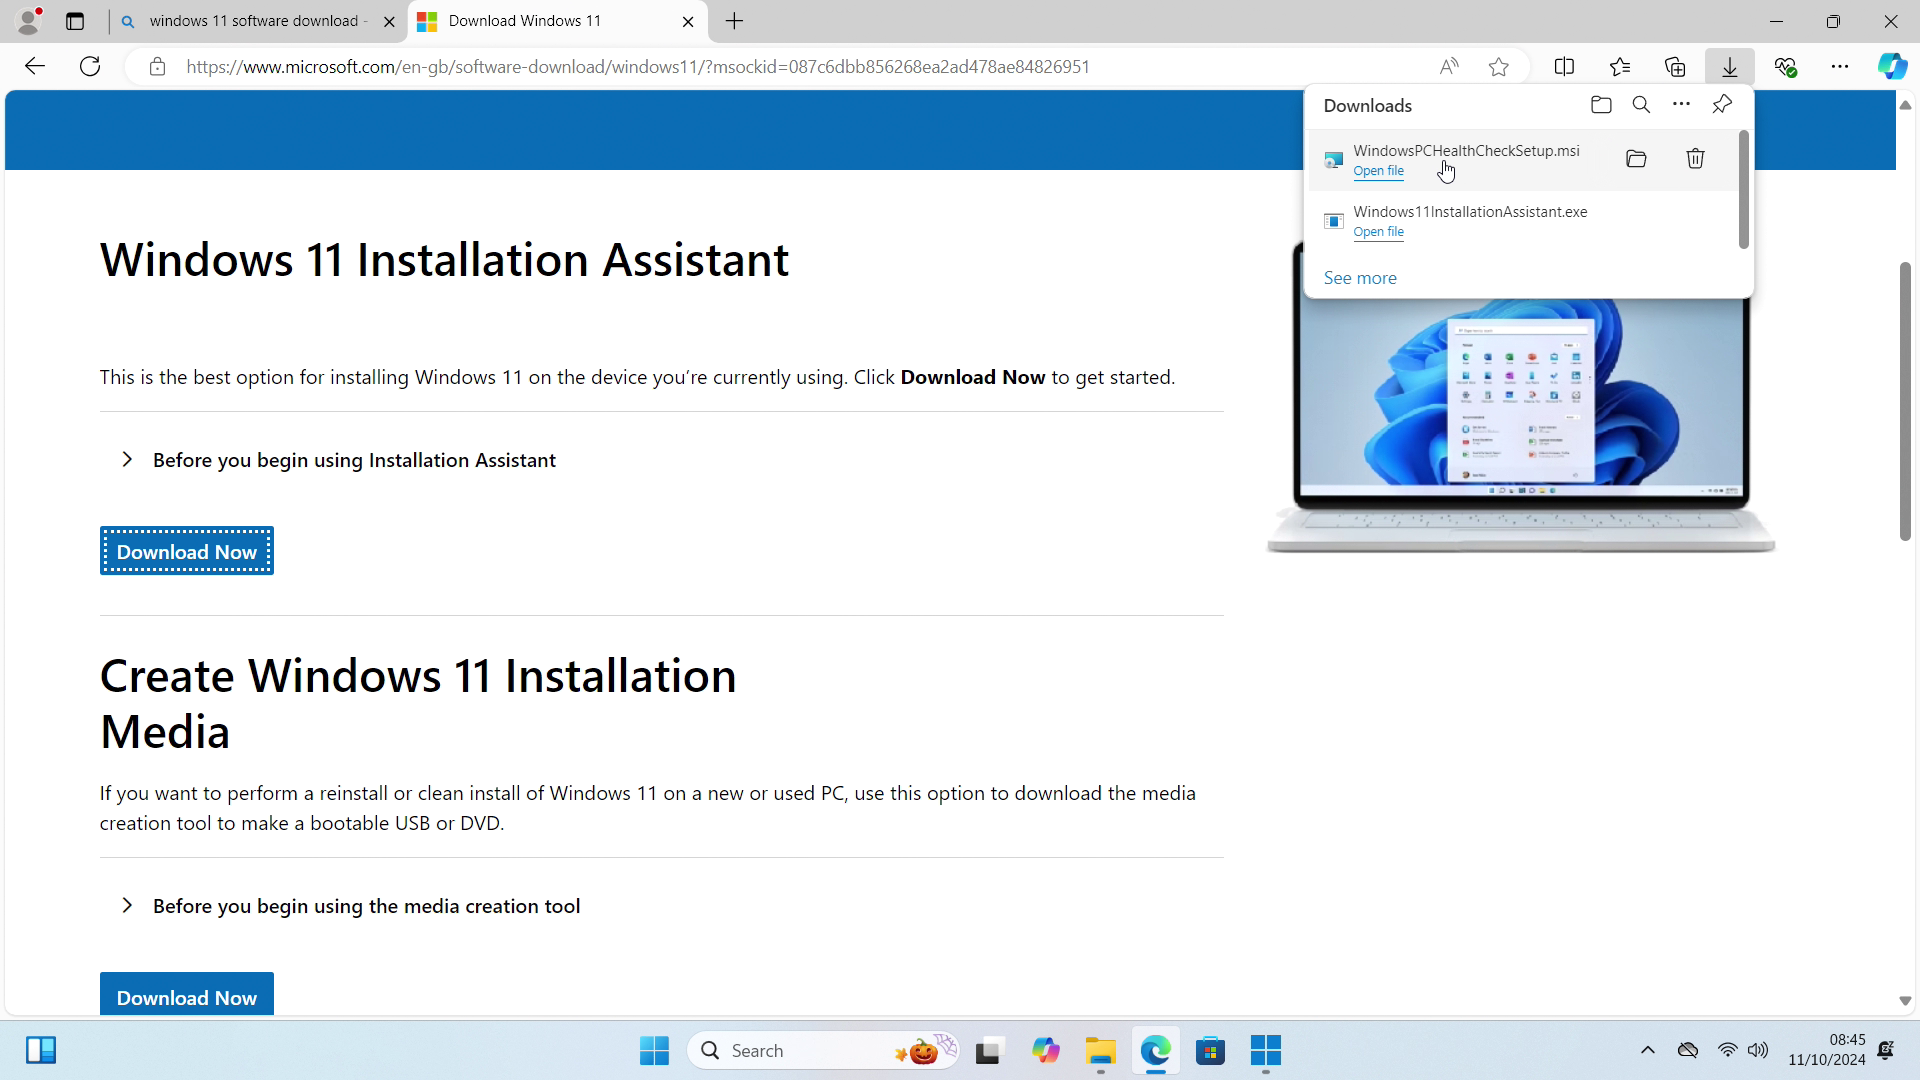 windows 11 software download -
Download Windows 11
https://www.microsoft.com/en-gb/software-download/windows11/?msockid=087c6dbb856268ea2ad478ae84826951
Downloads
WindowsPCHealthCheckSetup.msi
Open file
Windows11InstallationAssistant.exe
Open file
See more
Windows 11 Installation Assistant
This is the best option for installing Windows 11 on the device you’re currently using. Click Download Now to get started.
Before you begin using Installation Assistant
Download Now
Create Windows 11 Installation
Media
If you want to perform a reinstall or clean install of Windows 11 on a new or used PC, use this option to download the media
creation tool to make a bootable USB or DVD.
Before you begin using the media creation tool
Download Now
Search
08:45
11/10/2024